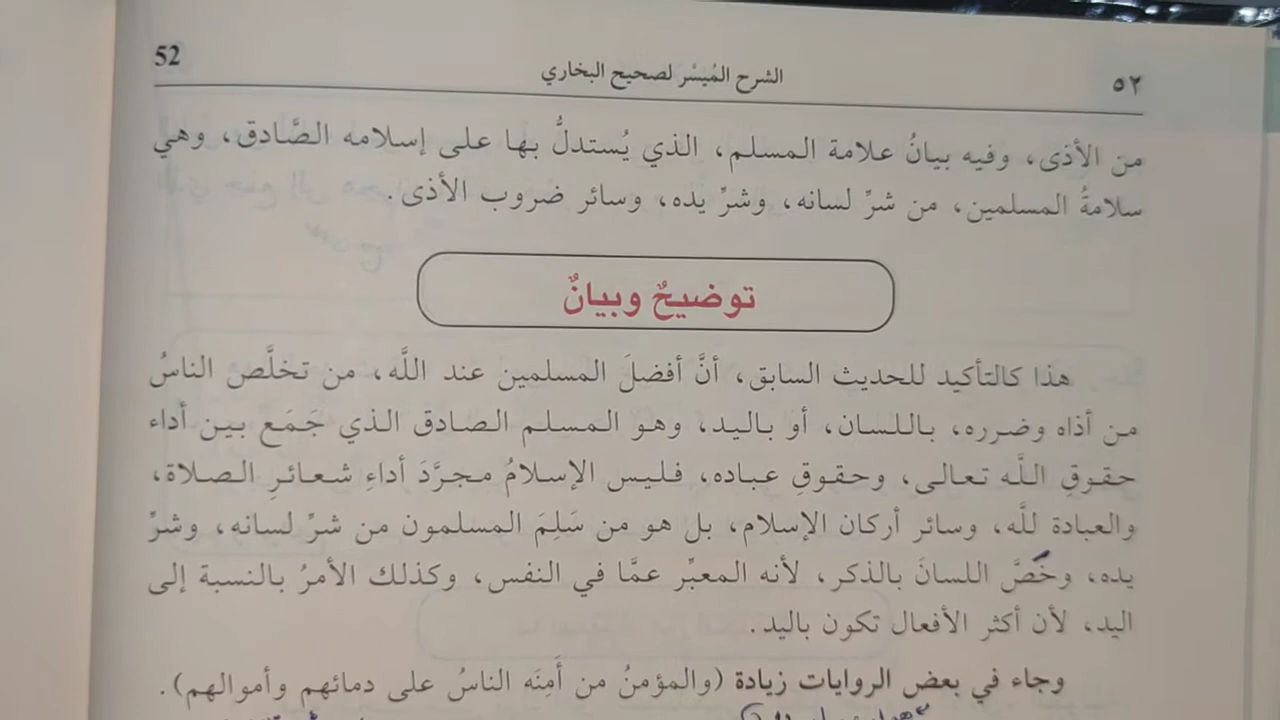 52
الشرح المُيسْر لصحيح البخاري
٥٢
من الأذى، وفيه بيانُ علامة المسلم، الذي يُستدلُّ بها على إسلامه الصَّادق، وهي
سلامةُ المسلمين، من شرِّ لسانه، وشرِّ يده، وسائر ضروب الأذى.
توضيحٌ وبيانٌ
هذا كالتأكيد للحديث السابق، أنَّ أفضلَ المسلمين عند اللَّه، من تخلَّص الناسُ
من أذاه وضرره، باللسان، أو باليد، وهو المسلم الصادق الذي جَمَع بين أداء
حقوقِ اللَّه تعالى، وحقوقِ عباده، فليس الإسلامُ مجرَّدَ أداءِ شعائرِ الصلاة،
والعبادة للَّه، وسائر أركان الإسلام، بل هو من سَلِمَ المسلمون من شرِّ لسانه، وشرِّ
يده، وخَصَّ اللسانَ بالذكر، لأنه المعبِّر عمَّا في النفس، وكذلك الأمرُ بالنسبة إلى
اليد، لأن أكثر الأفعال تكون باليد.
وجاء في بعض الروايات زيادة (والمؤمنُ من أَمِنَه الناسُ على دمائهم وأموالهم).